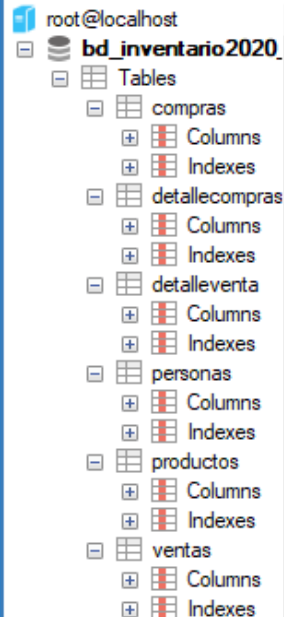 root@localhost
bd_inventario2020_
Tables
compras
Columns
Indexes
detallecompras
Columns
Indexes
detalleventa
Columns
Indexes
personas
Columns
Indexes
productos
Columns
Indexes
ventas
Columns
Indexes